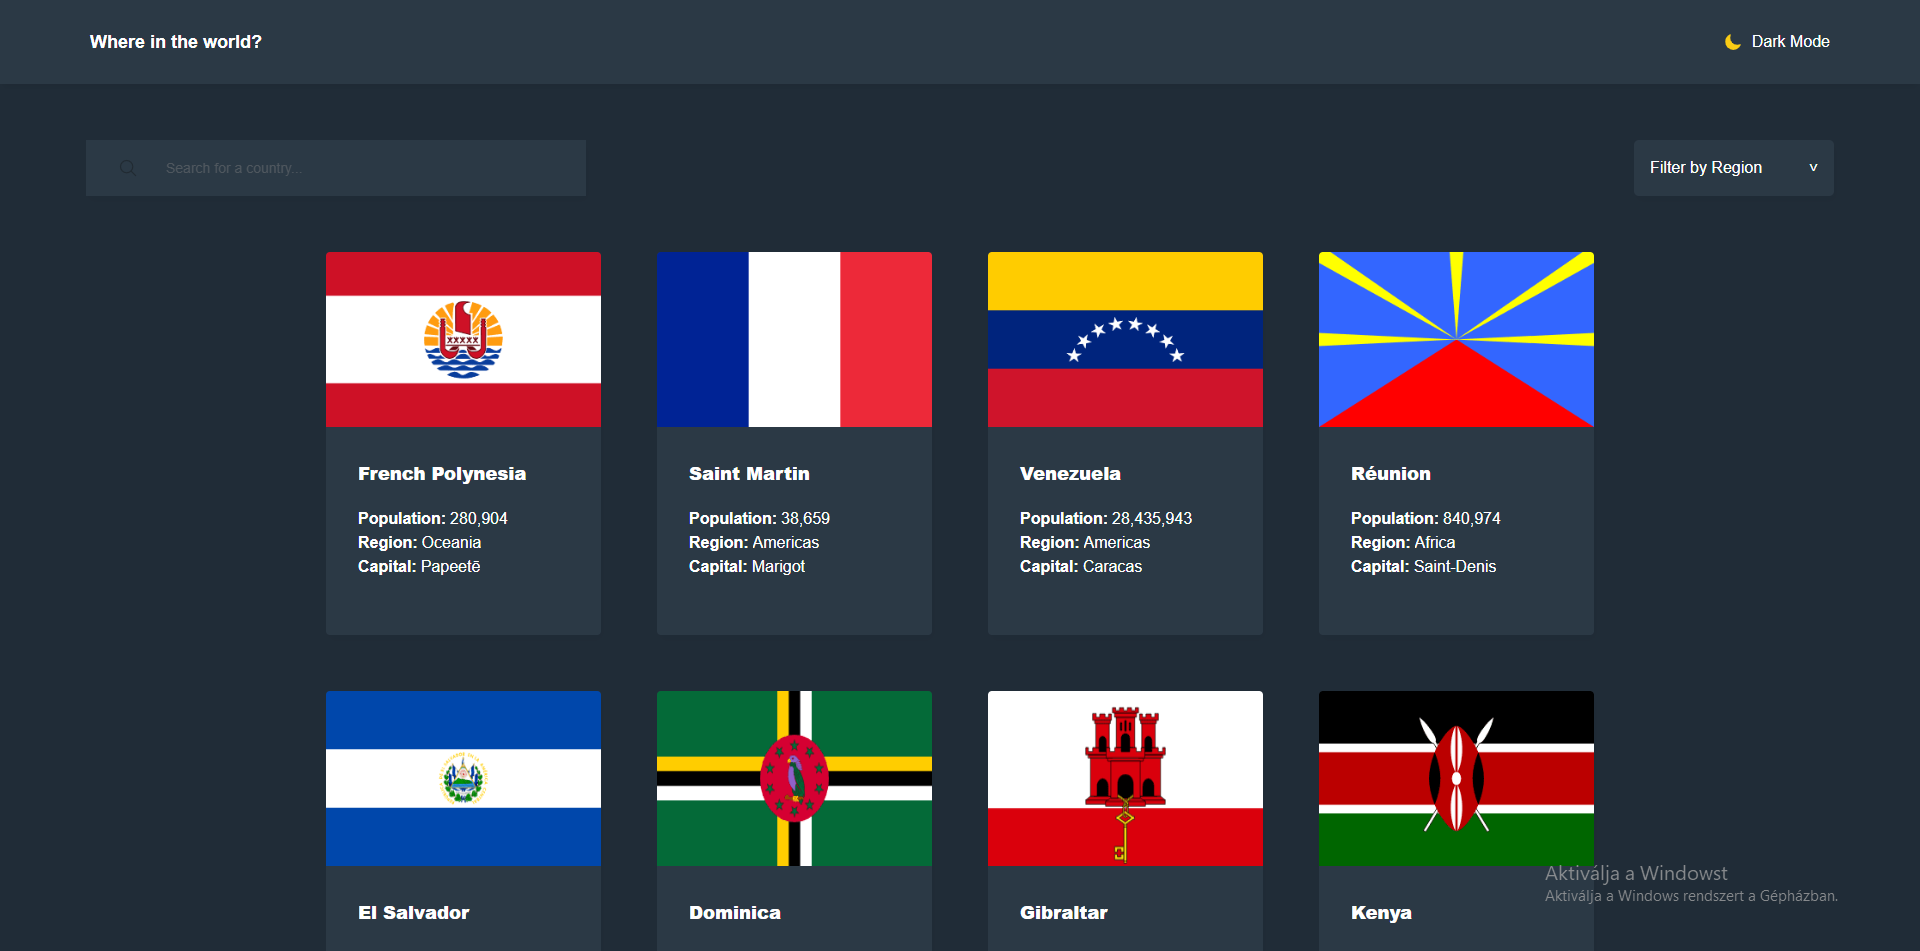 Where in the world?
Dark Mode
Search for a country...
Filter by Region v
French Polynesia
Population: 280,904
Region: Oceania
Capital: Papeetē
Saint Martin
Population: 38,659
Region: Americas
Capital: Marigot
Venezuela
Population: 28,435,943
Region: Americas
Capital: Caracas
Réunion
Population: 840,974
Region: Africa
Capital: Saint-Denis
El Salvador
Dominica
Gibraltar
Kenya
Aktiválja a Windowst
Aktiválja a Windows rendszert a Gépházban.